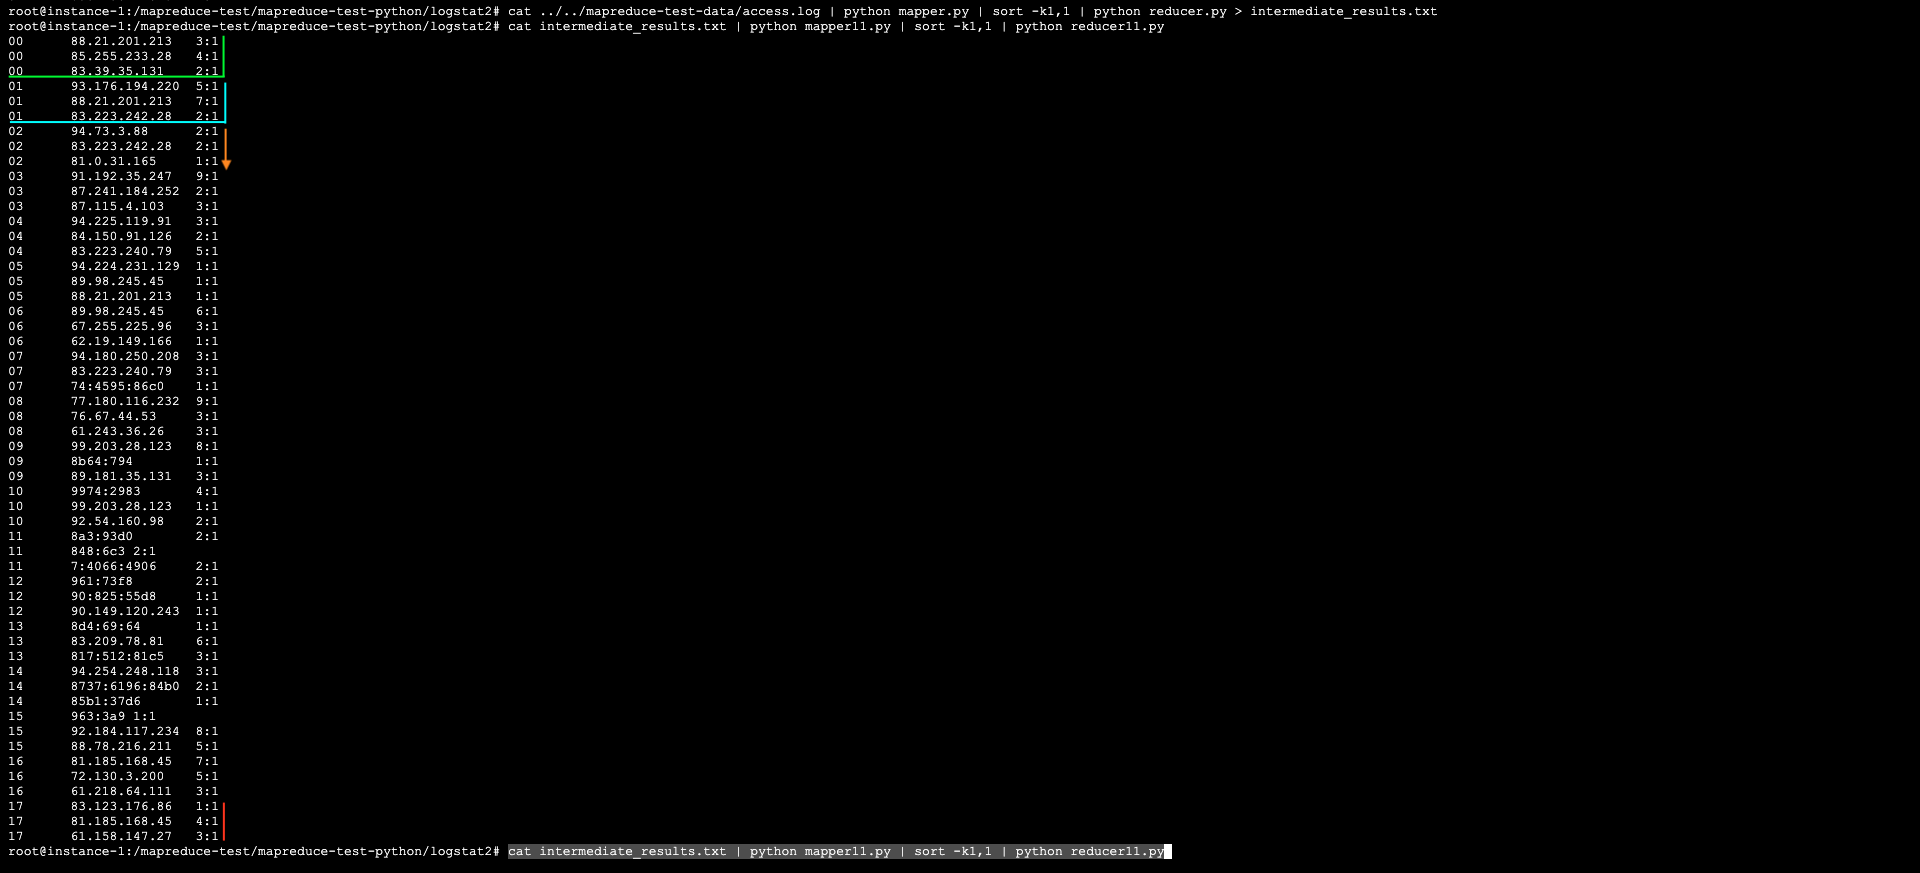 root@instance-1:/mapreduce-test/mapreduce-test-python/logstat2# cat ../../mapreduce-test-data/access.log | python mapper.py | sort -k1,1 | python reducer.py > intermediate_results.txt
root@instance-1:/mapreduce-test/mapreduce-test-python/logstat2# cat intermediate_results.txt | python mapper11.py | sort -k1,1 | python reducer11.py
00 88.21.201.213 3:1
00 85.255.233.28 4:1
00 83.39.35.131 2:1
01 93.176.194.220 5:1
01 88.21.201.213 7:1
01 83.223.242.28 2:1
02 94.73.3.88 2:1
02 83.223.242.28 2:1
02 81.0.31.165 1:1
03 91.192.35.247 9:1
03 87.241.184.252 2:1
03 87.115.4.103 3:1
04 94.225.119.91 3:1
04 84.150.91.126 2:1
04 83.223.240.79 5:1
05 94.224.231.129 1:1
05 89.98.245.45 1:1
05 88.21.201.213 1:1
06 89.98.245.45 6:1
06 67.255.225.96 3:1
06 62.19.149.166 1:1
07 94.180.250.208 3:1
07 83.223.240.79 3:1
07 74:4595:86c0 1:1
08 77.180.116.232 9:1
08 76.67.44.53 3:1
08 61.243.36.26 3:1
09 99.203.28.123 8:1
09 8b64:794 1:1
09 89.181.35.131 3:1
10 9974:2983 4:1
10 99.203.28.123 1:1
10 92.54.160.98 2:1
11 8a3:93d0 2:1
11 848:6c3 2:1
11 7:4066:4906 2:1
12 961:73f8 2:1
12 90:825:55d8 1:1
12 90.149.120.243 1:1
13 8d4:69:64 1:1
13 83.209.78.81 6:1
13 817:512:81c5 3:1
14 94.254.248.118 3:1
14 8737:6196:84b0 2:1
14 85b1:37d6 1:1
15 963:3a9 1:1
15 92.184.117.234 8:1
15 88.78.216.211 5:1
16 81.185.168.45 7:1
16 72.130.3.200 5:1
16 61.218.64.111 3:1
17 83.123.176.86 1:1
17 81.185.168.45 4:1
17 61.158.147.27 3:1
root@instance-1:/mapreduce-test/mapreduce-test-python/logstat2# cat intermediate_results.txt | python mapper11.py | sort -k1,1 | python reducer11.py